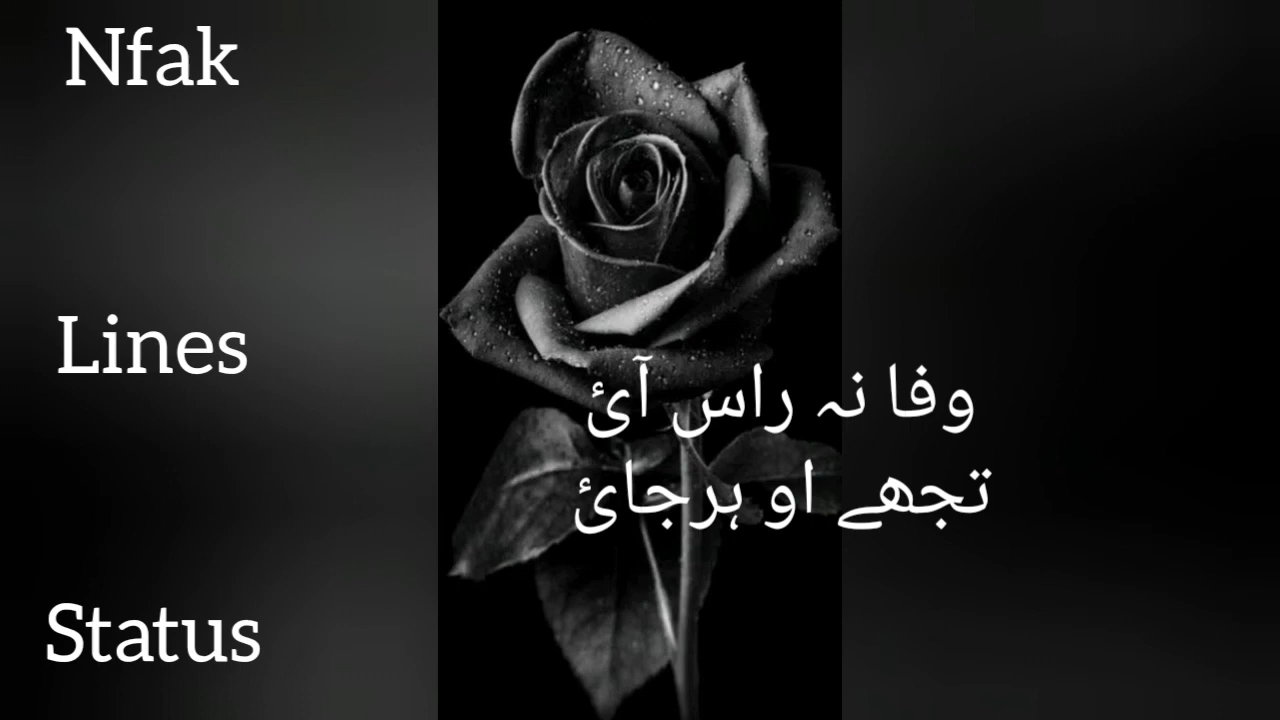 Nfak
Lines
Status
وفا نہ راس آئ
تجھے او ہرجائ